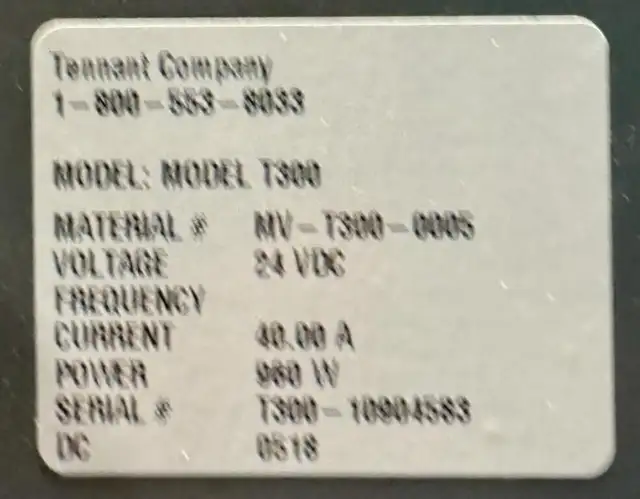 Tennant Company
1-800-553-8033
MODEL: MODEL T300
MATERIAL # MV-T300-0005
VOLTAGE 24 VDC
FREQUENCY
CURRENT 40.00 A
POWER 960 W
SERIAL # T300-10904583
DC 0518